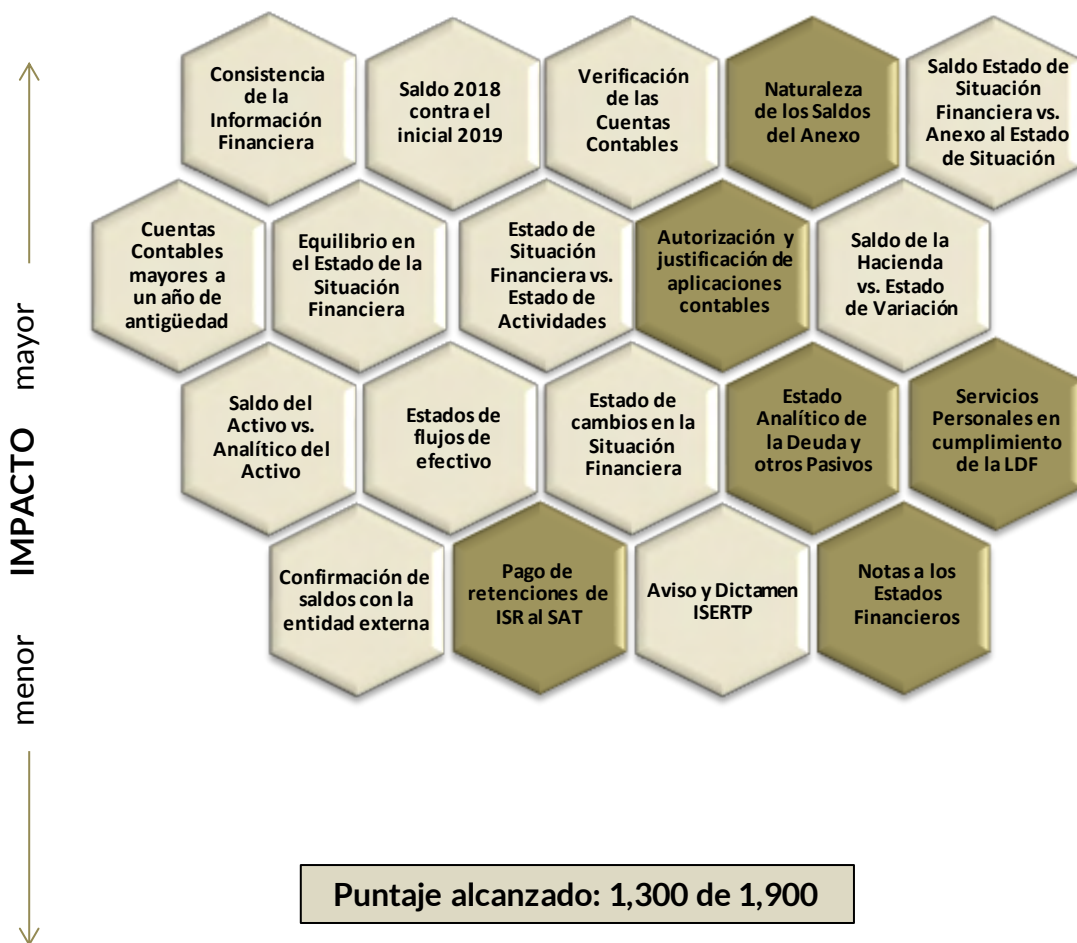 mayor
IMPACTO
menor
Consistencia
de la
Información
Financiera
Saldo 2018
contra el
inicial 2019
Verificación
de las
Cuentas
Contables
Naturaleza
de los Saldos
del Anexo
Saldo Estado de
Situación
Financiera vs.
Anexo al Estado
de Situación
Cuentas
Contables
mayores a
un año de
antigüedad
Equilibrio en
el Estado de la
Situación
Financiera
Estado de
Situación
Financiera vs.
Estado de
Actividades
Autorización y
justificación de
aplicaciones
contables
Saldo de la
Hacienda
vs. Estado
de Variación
Saldo del
Activo vs.
Analítico del
Activo
Estados de
flujos de
efectivo
Estado de
cambios en la
Situación
Financiera
Estado
Analítico de
la Deuda y
otros Pasivos
Servicios
Personales en
cumplimiento
de la LDF
Confirmación de
saldos con la
entidad externa
Pago de
retenciones de
ISR al SAT
Aviso y Dictamen
ISERTP
Notas a los
Estados
Financieros
Puntaje alcanzado: 1,300 de 1,900